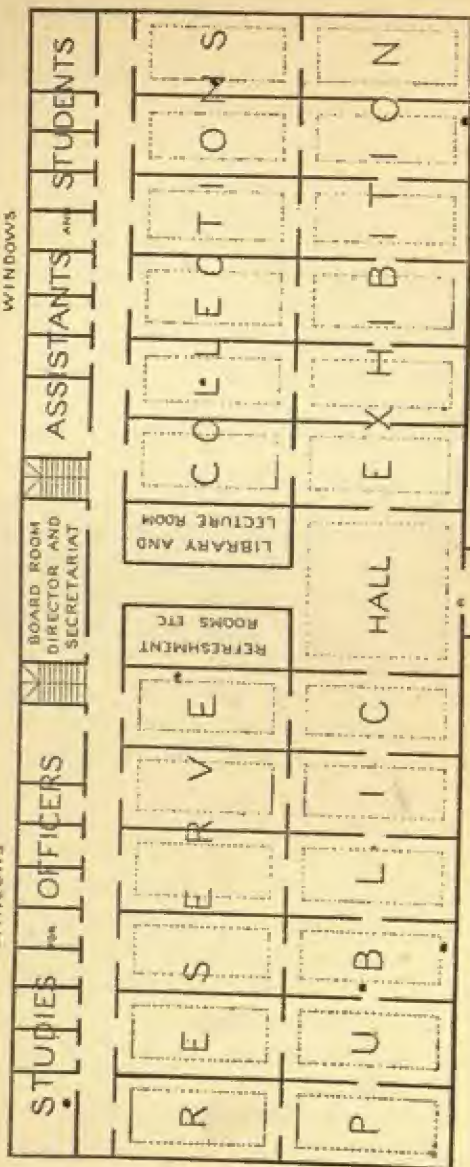 WINDOWS
STUDIES FOR OFFICERS
BOARD ROOM
DIRECTOR AND
SECRETARIAT
ASSISTANTS AND STUDENTS
RESERVE
REFRESHMENT
ROOMS ETC
LIBRARY AND
LECTURE ROOM
COLLECTIONS
PUBLIC
HALL
EXHIBITION